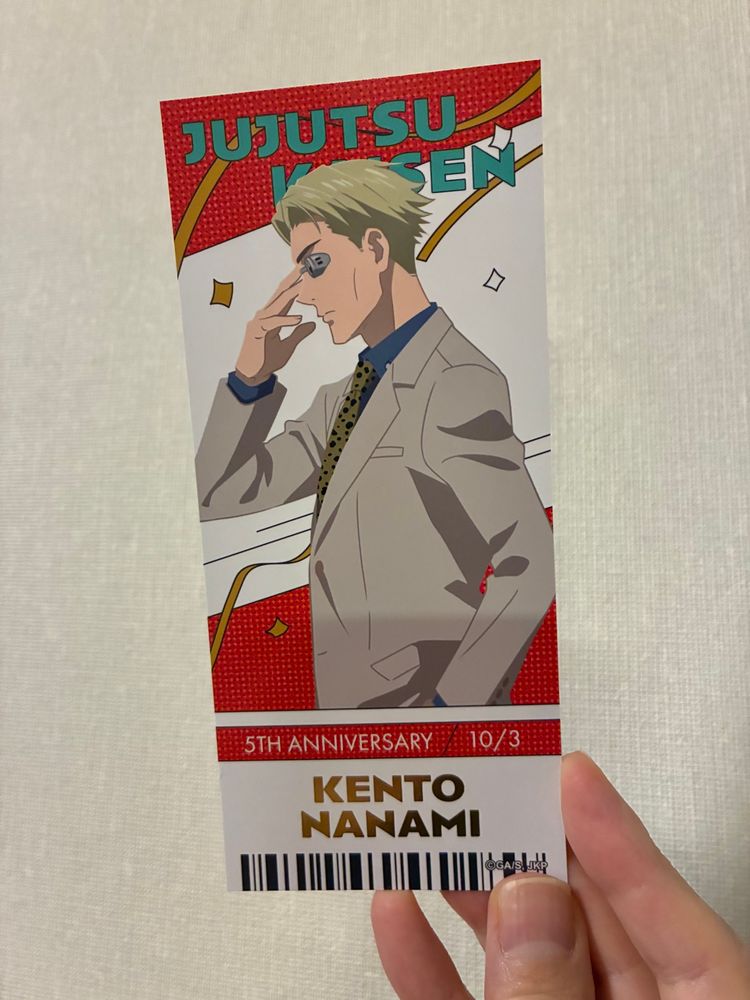 JUJUTSU
KAISEN
5TH ANNIVERSARY / 10/3
KENTO
NANAMI
©GA/S, JKP